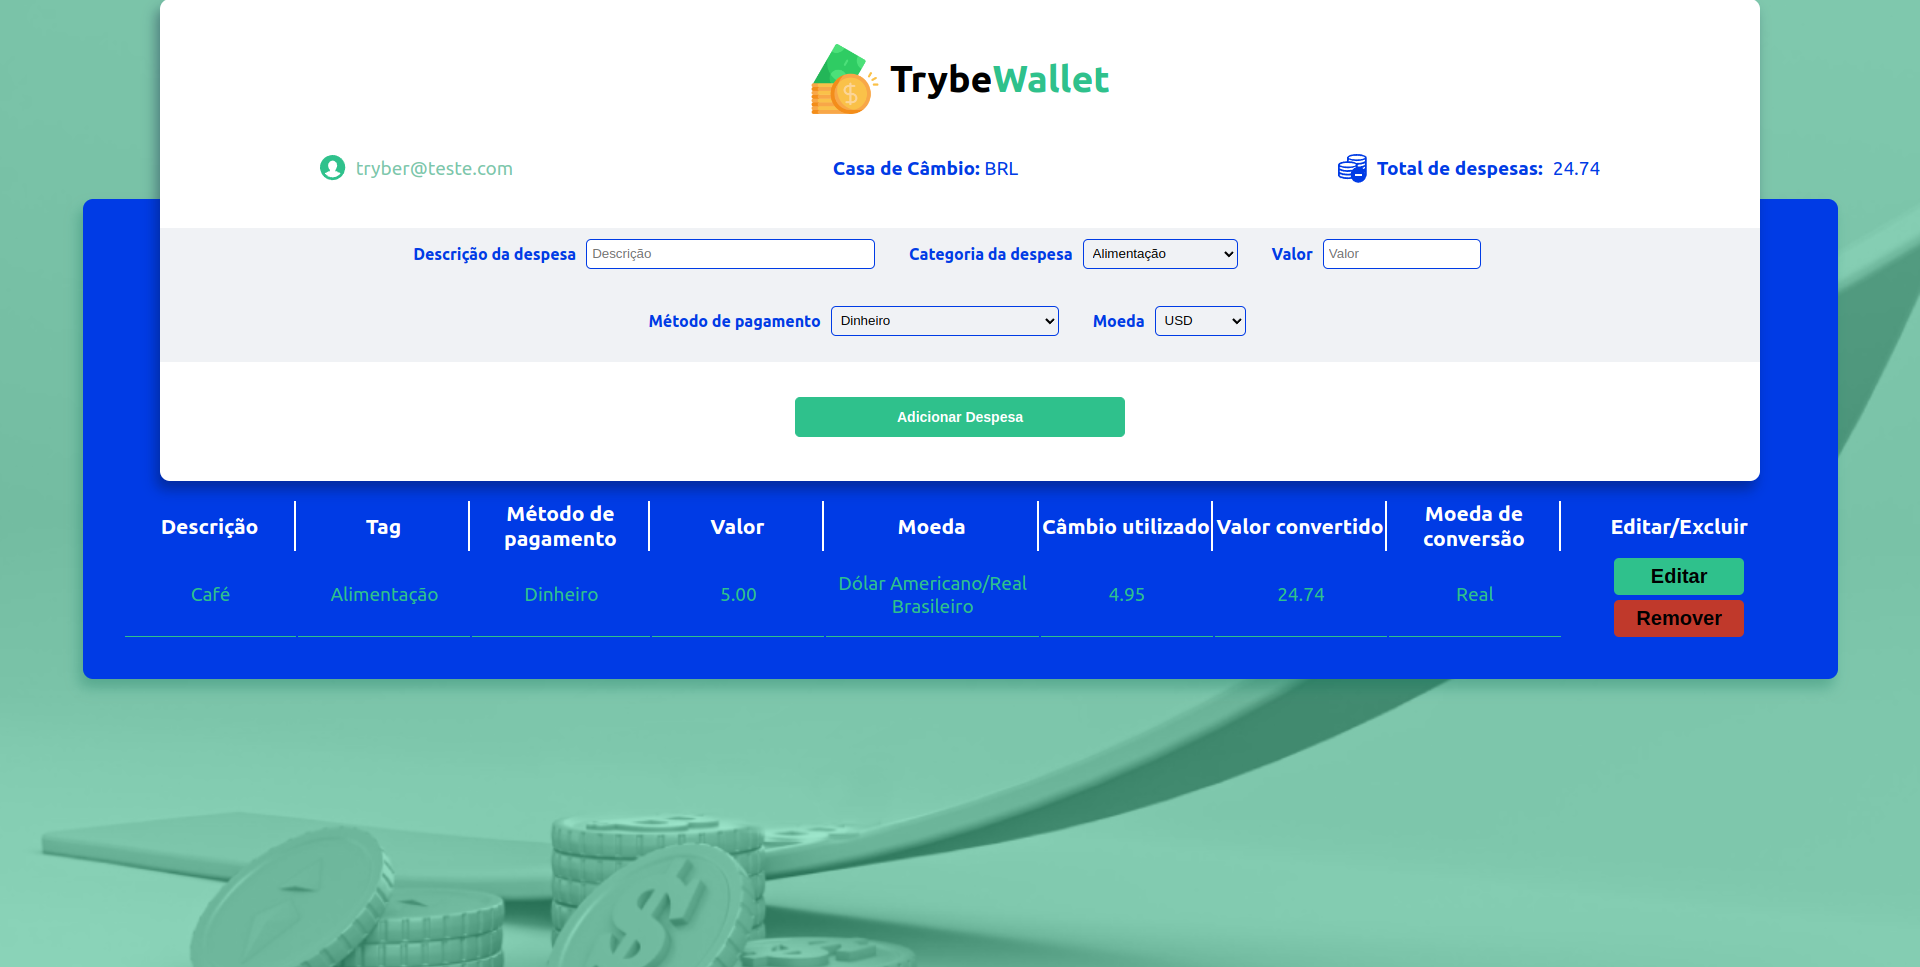 TrybeWallet
tryber@teste.com
Casa de Câmbio: BRL
Total de despesas: 24.74
Descrição da despesa Descrição Categoria da despesa Alimentação Valor Valor
Método de pagamento Dinheiro Moeda USD
Adicionar Despesa
Descrição
Tag
Método de
pagamento
Valor
Moeda
Câmbio utilizado
Valor convertido
Moeda de
conversão
Editar/Excluir
Café
Alimentação
Dinheiro
5.00
Dólar Americano/Real
Brasileiro
4.95
24.74
Real
Editar
Remover